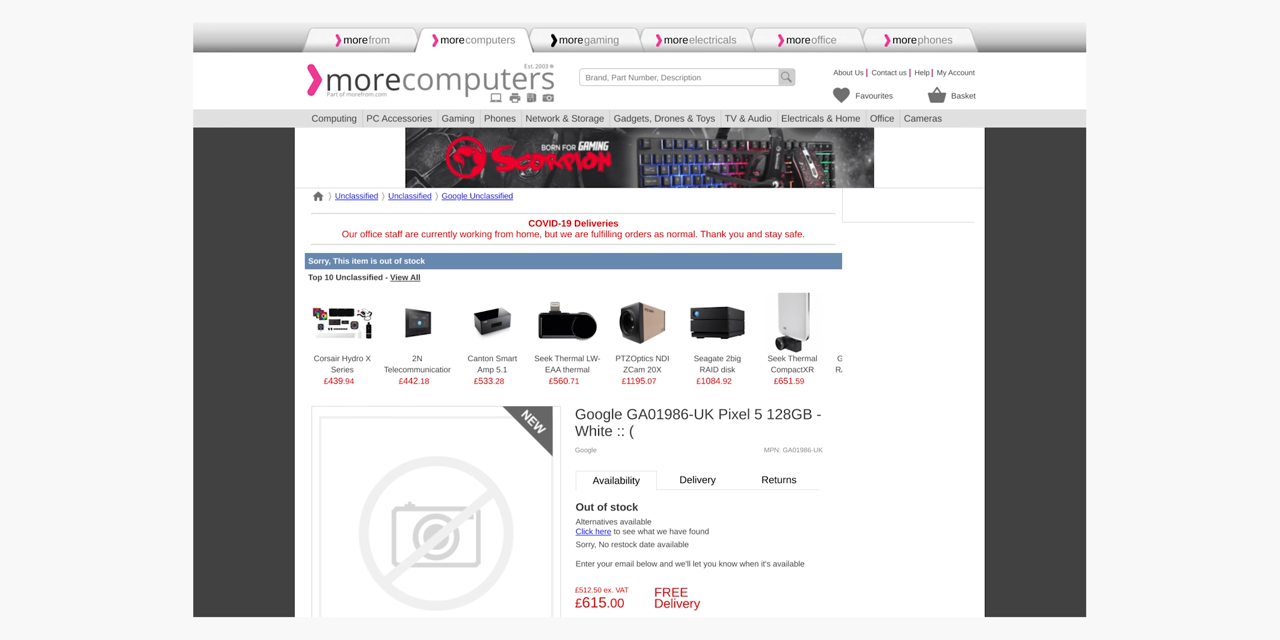 morefrom
morecomputers
moregaming
moreelectricals
moreoffice
morephones
Est. 2003
morecomputers
Part of morefrom.com
Brand, Part Number, Description
About Us
Contact us
Help
My Account
Favourites
Basket
Computing
PC Accessories
Gaming
Phones
Network & Storage
Gadgets, Drones & Toys
TV & Audio
Electricals & Home
Office
Cameras
BORN FOR GAMING
SCORPION
Unclassified
Unclassified
Google Unclassified
COVID-19 Deliveries
Our office staff are currently working from home, but we are fulfilling orders as normal. Thank you and stay safe.
Sorry, This item is out of stock
Top 10 Unclassified - View All
Corsair Hydro X
Series
£439.94
2N
Telecommunicatior
£442.18
Canton Smart
Amp 5.1
£533.28
Seek Thermal LW-
EAA thermal
£560.71
PTZOptics NDI
ZCam 20X
£1195.07
Seagate 2big
RAID disk
£1084.92
Seek Thermal
CompactXR
£651.59
NEW
Google GA01986-UK Pixel 5 128GB -
White :: (
Google
MPN: GA01986-UK
Availability
Delivery
Returns
Out of stock
Alternatives available
Click here to see what we have found
Sorry, No restock date available
Enter your email below and we'll let you know when it's available
£512.50 ex. VAT
£615.00
FREE
Delivery